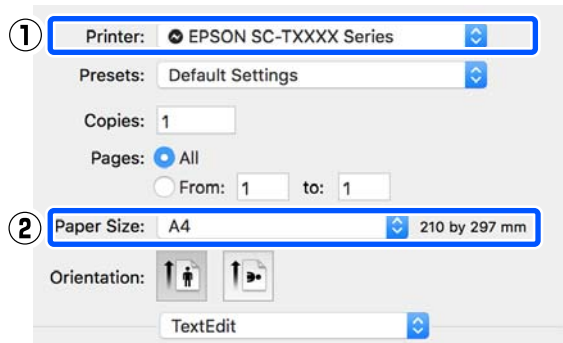 ① Printer: EPSON SC-TXXXX Series
Presets: Default Settings
Copies: 1
Pages: All
From: 1 to: 1
② Paper Size: A4 210 by 297 mm
Orientation:
TextEdit